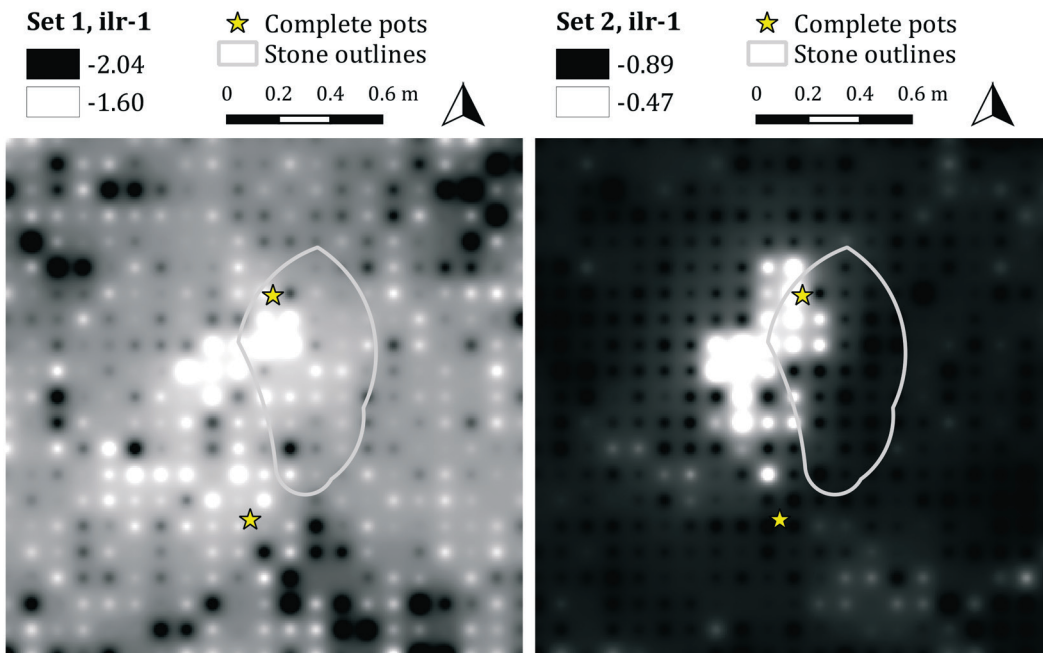 Set 1, ilr-1
-2.04
-1.60
Complete pots
Stone outlines
0 0.2 0.4 0.6 m
Set 2, ilr-1
-0.89
-0.47
Complete pots
Stone outlines
0 0.2 0.4 0.6 m